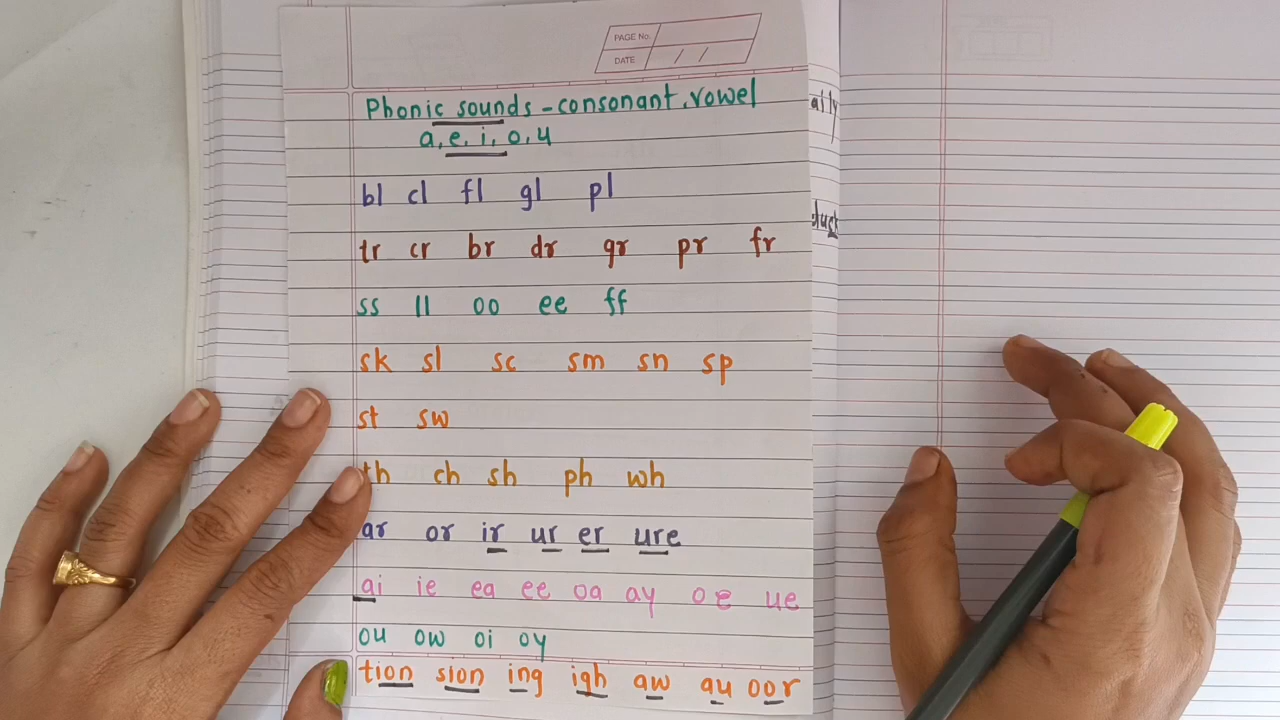 PAGE No.
DATE / /
Phonic sounds - consonant, vowel
a, e, i, o, u
bl cl fl gl pl
tr cr br dr gr pr fr
ss ll oo ee ff
sk sl sc sm sn sp
st sw
th ch sh ph wh
ar or ir ur er ure
ai ie ea ee oa ay oe ue
ou ow oi oy
tion sion ing igh aw au oor